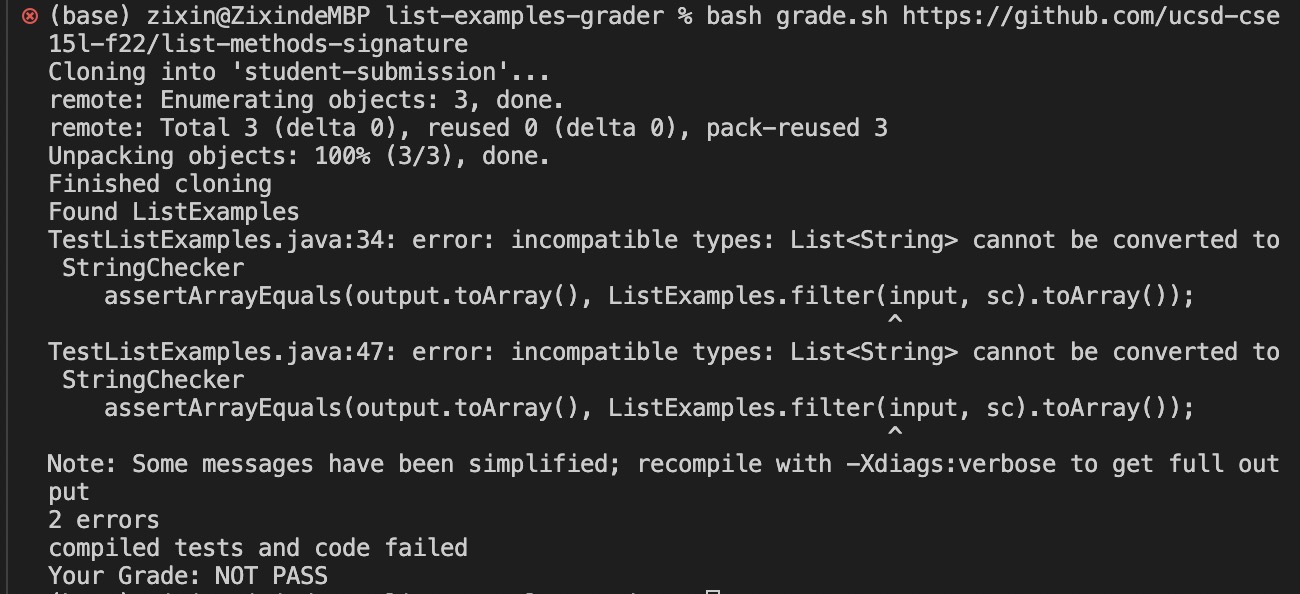 (base) zixin@ZixindeMBP list-examples-grader % bash grade.sh https://github.com/ucsd-cse
15l-f22/list-methods-signature
Cloning into 'student-submission'...
remote: Enumerating objects: 3, done.
remote: Total 3 (delta 0), reused 0 (delta 0), pack-reused 3
Unpacking objects: 100% (3/3), done.
Finished cloning
Found ListExamples
TestListExamples.java:34: error: incompatible types: List<String> cannot be converted to
 StringChecker
    assertArrayEquals(output.toArray(), ListExamples.filter(input, sc).toArray());
                                                            ^
TestListExamples.java:47: error: incompatible types: List<String> cannot be converted to
 StringChecker
    assertArrayEquals(output.toArray(), ListExamples.filter(input, sc).toArray());
                                                            ^
Note: Some messages have been simplified; recompile with -Xdiags:verbose to get full out
put
2 errors
compiled tests and code failed
Your Grade: NOT PASS